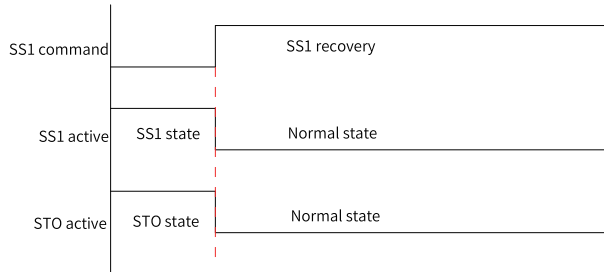 SS1 command
SS1 recovery
SS1 active
SS1 state
Normal state
STO active
STO state
Normal state